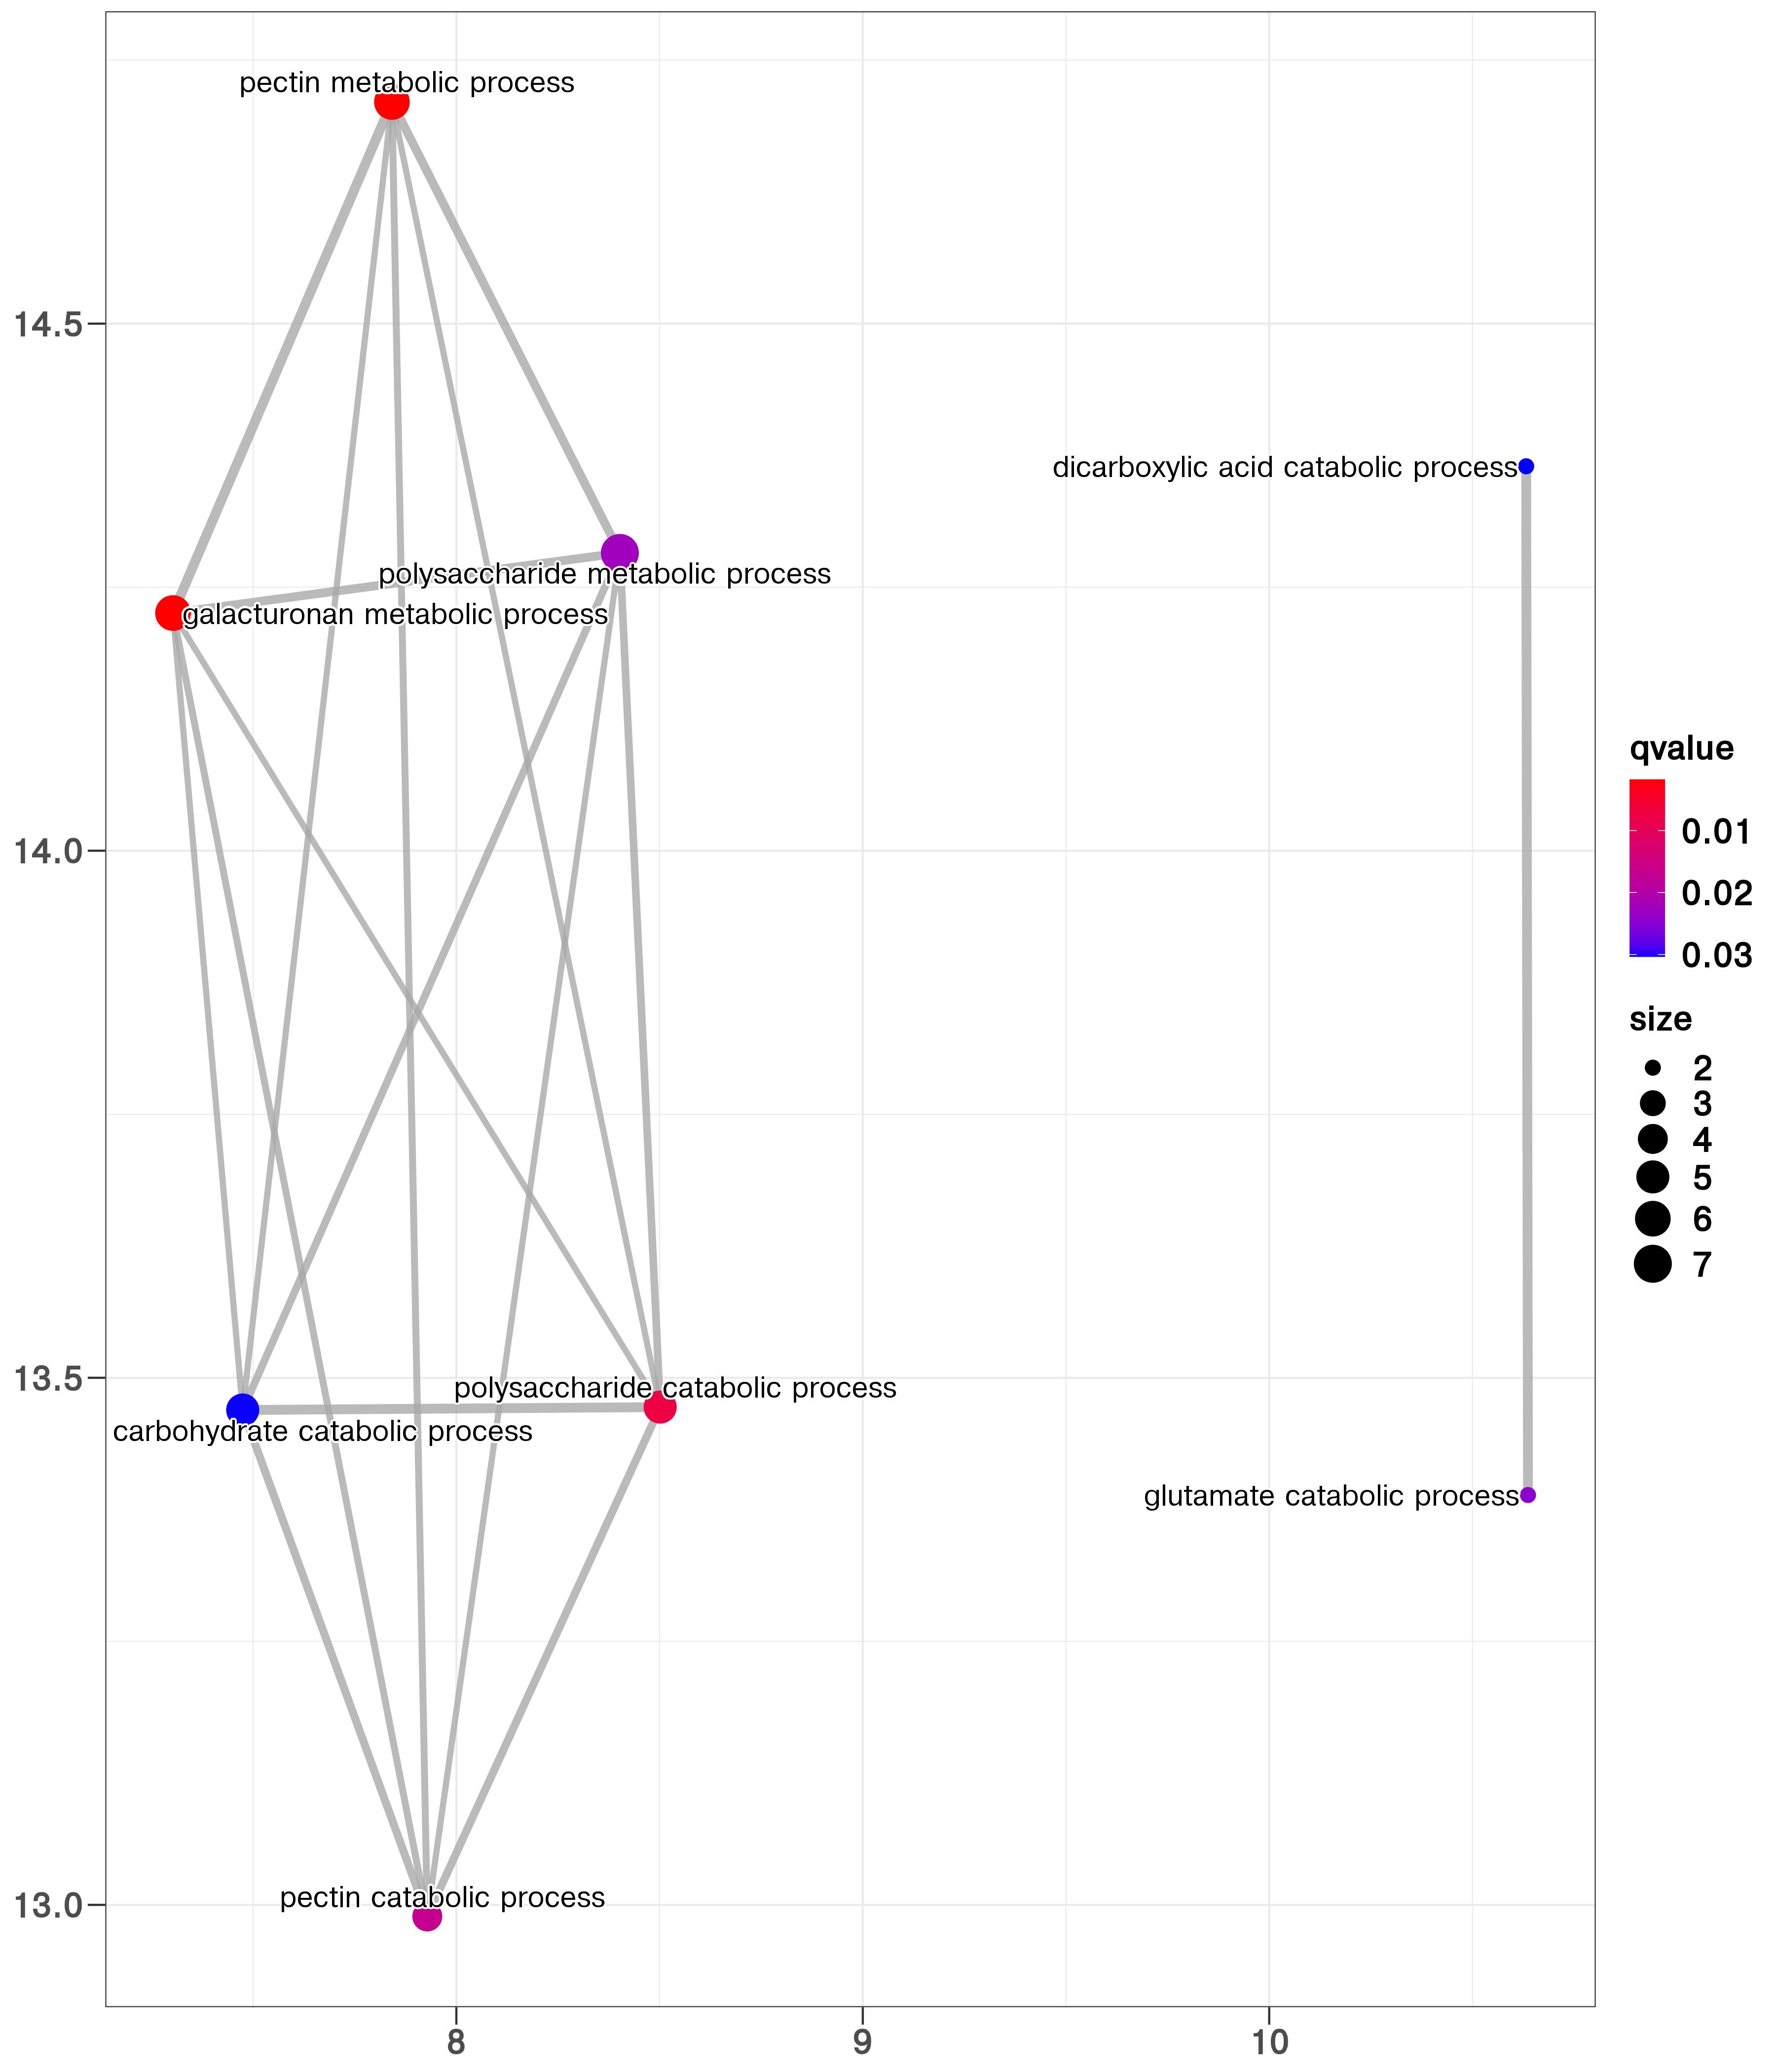 pectin metabolic process
14.5
dicarboxylic acid catabolic process
polysaccharide metabolic process
galacturonan metabolic process
14.0
13.5
polysaccharide catabolic process
carbohydrate catabolic process
glutamate catabolic process
pectin catabolic process
13.0
8
9
10
qvalue
0.01
0.02
0.03
size
2
3
4
5
6
7